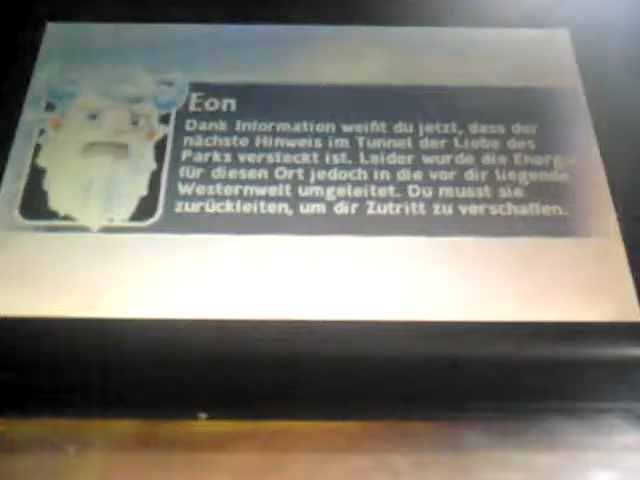 Eon
Dank Information weißt du jetzt, dass der
nächste Hinweis im Tunnel der Liebe des
Parks versteckt ist. Leider wurde die Energie
für diesen Ort jedoch in die vor dir liegende
Westernwelt umgeleitet. Du musst sie
zurückleiten, um dir Zutritt zu verschaffen.